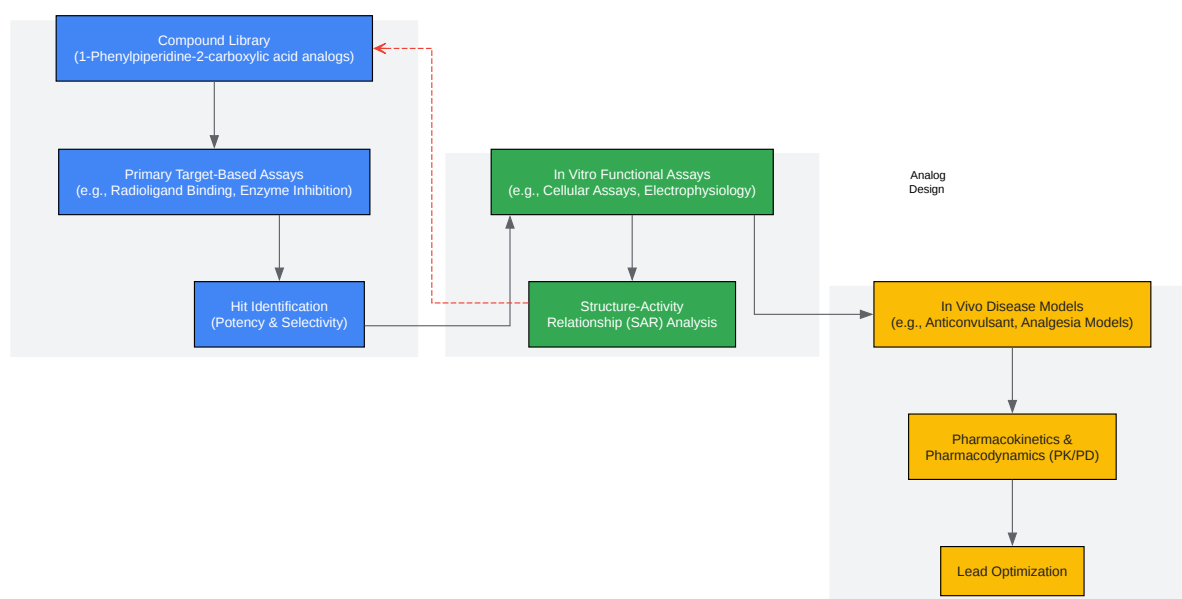 Compound Library
(1-Phenylpiperidine-2-carboxylic acid analogs)
Primary Target-Based Assays
(e.g., Radioligand Binding, Enzyme Inhibition)
Hit Identification
(Potency & Selectivity)
In Vitro Functional Assays
(e.g., Cellular Assays, Electrophysiology)
Structure-Activity
Relationship (SAR) Analysis
Analog
Design
In Vivo Disease Models
(e.g., Anticonvulsant, Analgesia Models)
Pharmacokinetics &
Pharmacodynamics (PK/PD)
Lead Optimization